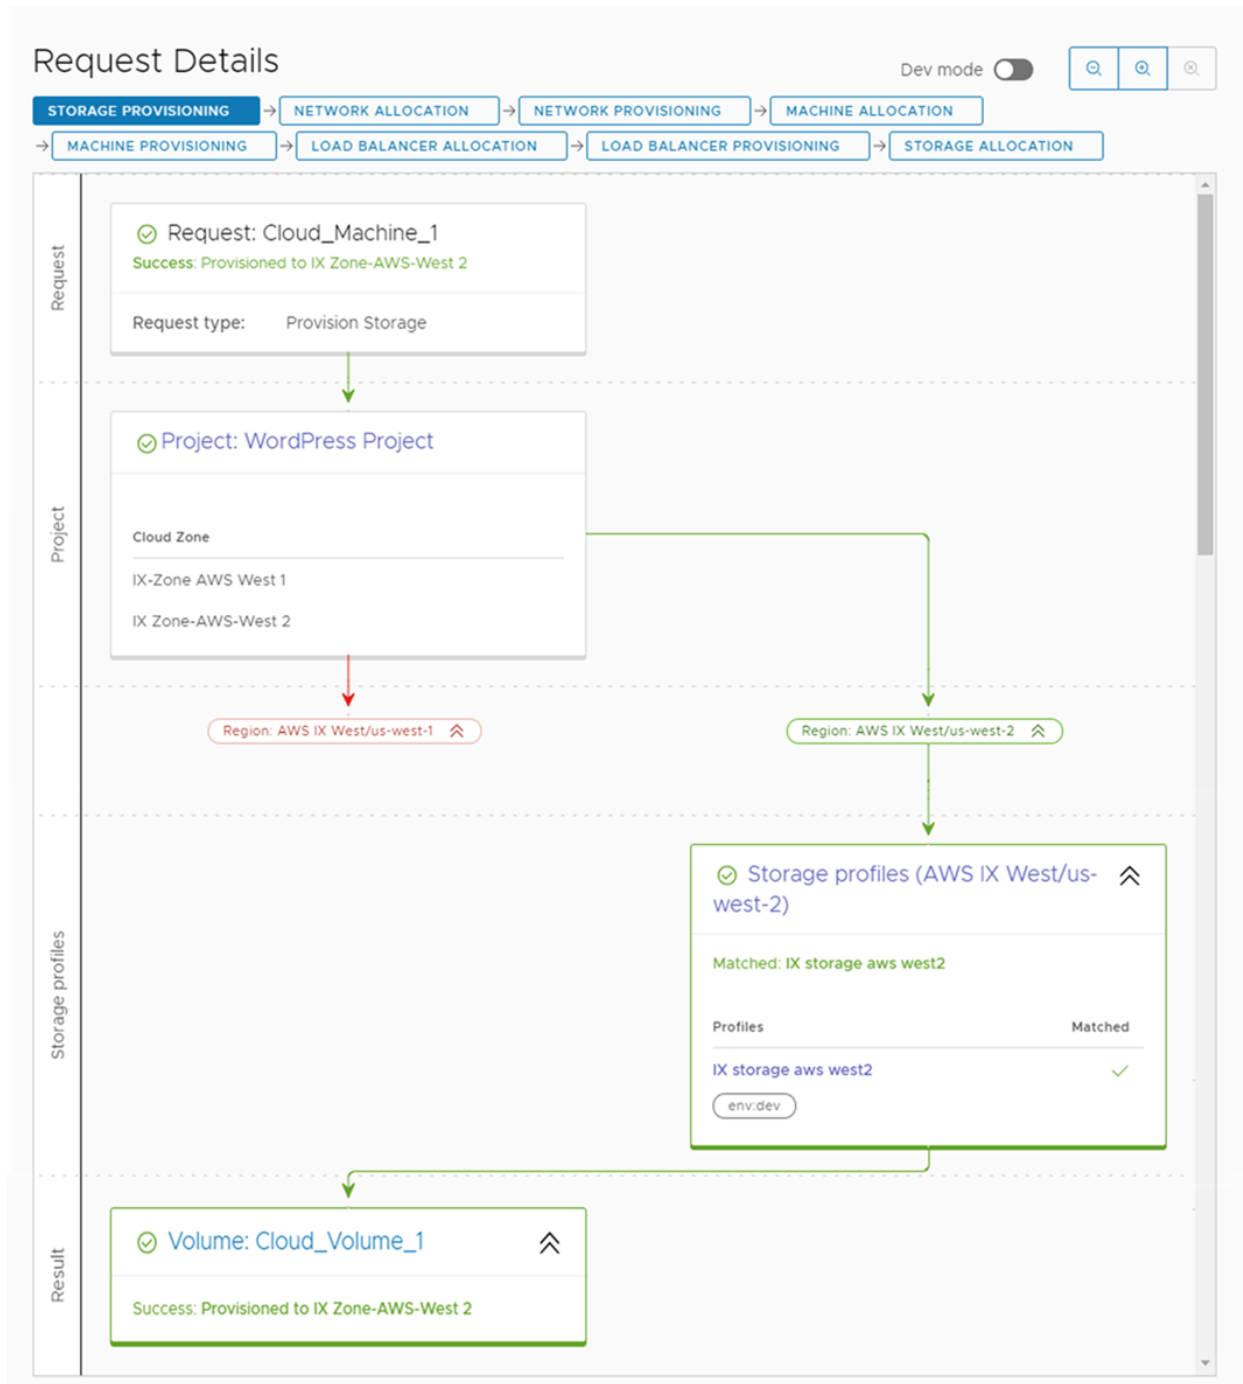 Request Details
Dev mode
STORAGE PROVISIONING
NETWORK ALLOCATION
NETWORK PROVISIONING
MACHINE ALLOCATION
MACHINE PROVISIONING
LOAD BALANCER ALLOCATION
LOAD BALANCER PROVISIONING
STORAGE ALLOCATION
Request
Request: Cloud_Machine_1
Success: Provisioned to IX Zone-AWS-West 2
Request type: Provision Storage
Project
Project: WordPress Project
Cloud Zone
IX-Zone AWS West 1
IX Zone-AWS-West 2
Region: AWS IX West/us-west-1
Region: AWS IX West/us-west-2
Storage profiles
Storage profiles (AWS IX West/us-
west-2)
Matched: IX storage aws west2
Profiles Matched
IX storage aws west2
env:dev
Result
Volume: Cloud_Volume_1
Success: Provisioned to IX Zone-AWS-West 2